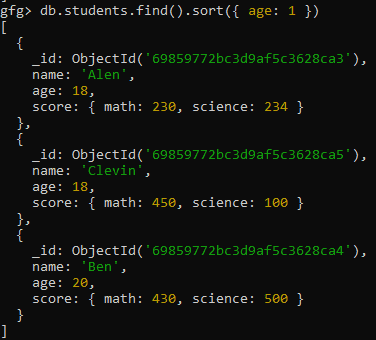 gfg> db.students.find().sort({ age: 1 })
[
  {
    _id: ObjectId('69859772bc3d9af5c3628ca3'),
    name: 'Alen',
    age: 18,
    score: { math: 230, science: 234 }
  },
  {
    _id: ObjectId('69859772bc3d9af5c3628ca5'),
    name: 'Clevin',
    age: 18,
    score: { math: 450, science: 100 }
  },
  {
    _id: ObjectId('69859772bc3d9af5c3628ca4'),
    name: 'Ben',
    age: 20,
    score: { math: 430, science: 500 }
  }
]